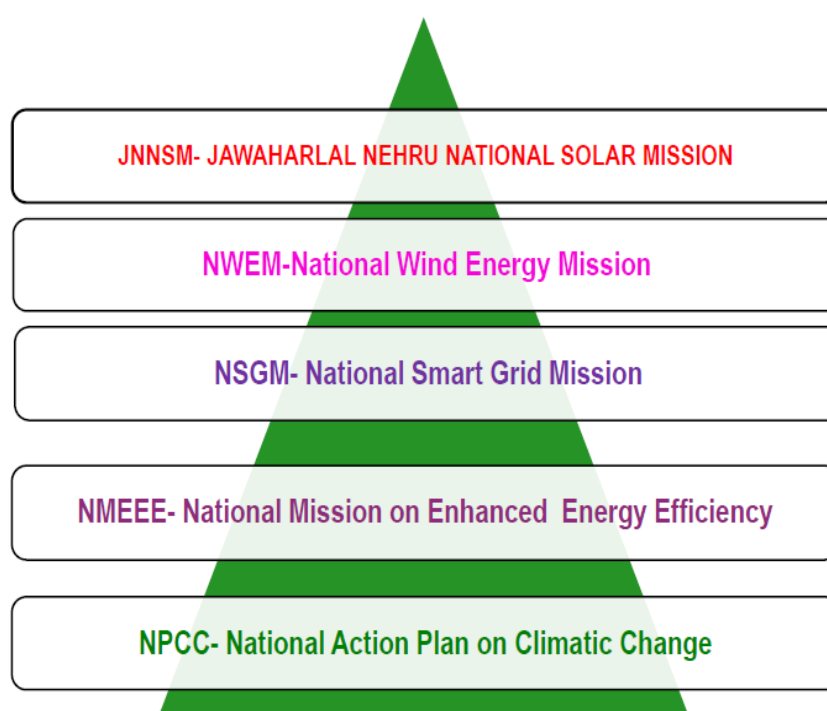 JNNSM- JAWAHARLAL NEHRU NATIONAL SOLAR MISSION
NWEM-National Wind Energy Mission
NSGM- National Smart Grid Mission
NMEEE- National Mission on Enhanced  Energy Efficiency
NPCC- National Action Plan on Climatic Change